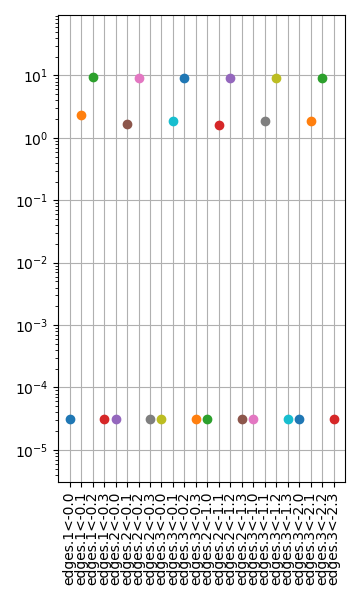 10^1
10^0
10^-1
10^-2
10^-3
10^-4
10^-5
edges.1<-0.0
edges.1<-0.1
edges.1<-0.2
edges.1<-0.3
edges.2<-0.0
edges.2<-0.1
edges.2<-0.2
edges.2<-0.3
edges.3<-0.0
edges.3<-0.1
edges.3<-0.2
edges.3<-0.3
edges.2<-1.0
edges.2<-1.1
edges.2<-1.2
edges.2<-1.3
edges.3<-1.0
edges.3<-1.1
edges.3<-1.2
edges.3<-1.3
edges.3<-2.0
edges.3<-2.1
edges.3<-2.2
edges.3<-2.3